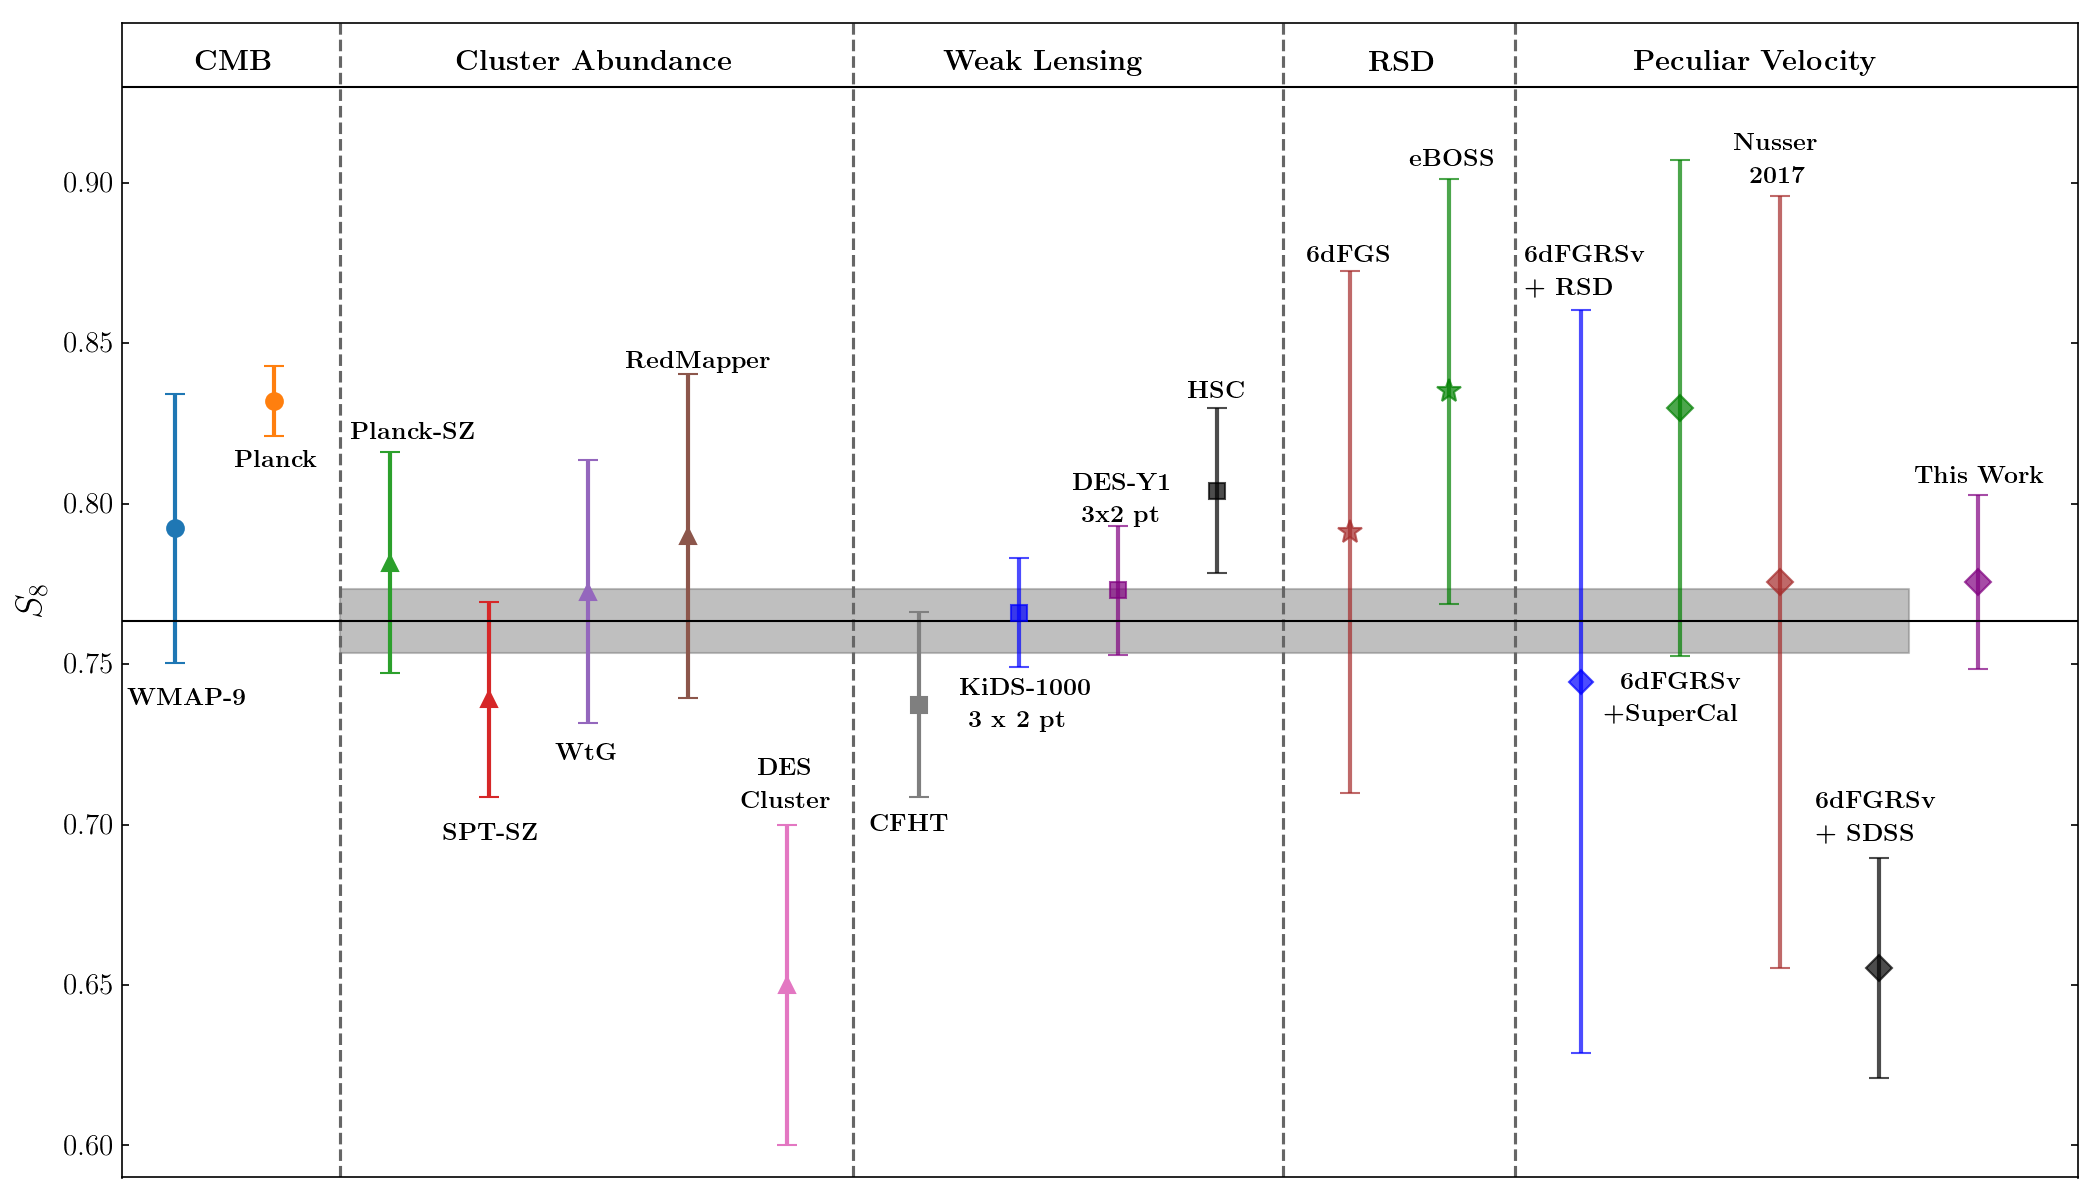 CMB
Cluster Abundance
Weak Lensing
RSD
Peculiar Velocity
0.90
0.85
0.80
0.75
0.70
0.65
0.60
S8
WMAP-9
Planck
Planck-SZ
SPT-SZ
WtG
RedMapper
DES
Cluster
CFHT
KiDS-1000
3 x 2 pt
DES-Y1
3x2 pt
HSC
6dFGS
eBOSS
6dFGRSv
+ RSD
6dFGRSv
+SuperCal
Nusser
2017
6dFGRSv
+ SDSS
This Work